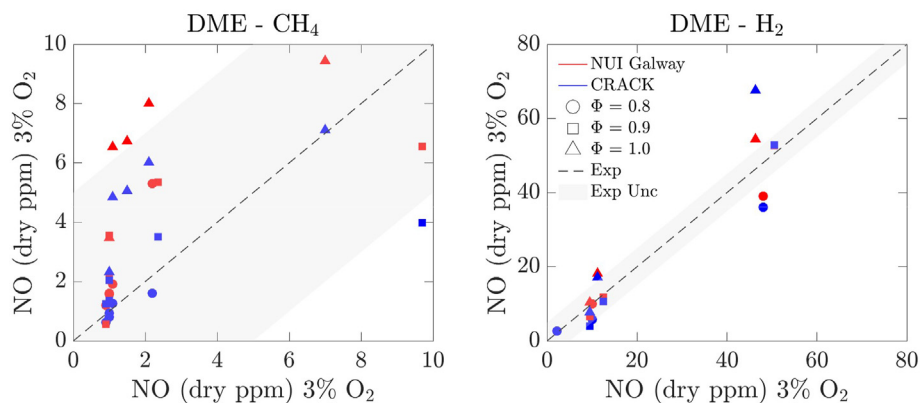 DME - CH₄
NO (dry ppm) 3% O₂
10
8
6
4
2
0
0 2 4 6 8 10
NO (dry ppm) 3% O₂
DME - H₂
NO (dry ppm) 3% O₂
80
60
40
20
0
NUI Galway
CRACK
Φ = 0.8
Φ = 0.9
Φ = 1.0
Exp
Exp Unc
0 20 40 60 80
NO (dry ppm) 3% O₂